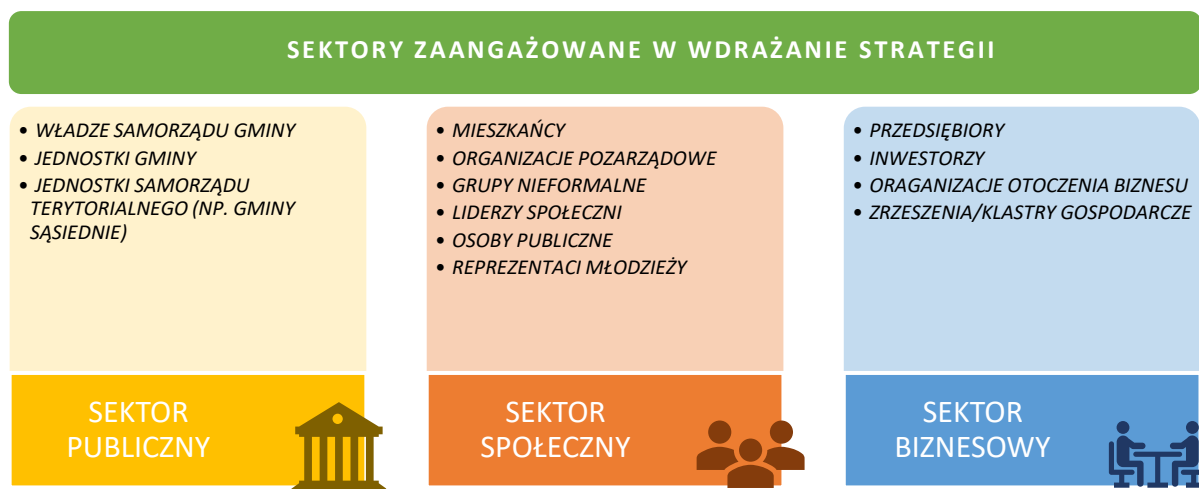 SEKTORY ZAANGAŻOWANE W WDRAŻANIE STRATEGII
• WŁADZE SAMORZĄDU GMINY
• JEDNOSTKI GMINY
• JEDNOSTKI SAMORZĄDU
TERYTORIALNEGO (NP. GMINY
SĄSIEDNIE)
SEKTOR
PUBLICZNY
• MIESZKAŃCY
• ORGANIZACJE POZARZĄDOWE
• GRUPY NIEFORMALNE
• LIDERZY SPOŁECZNI
• OSOBY PUBLICZNE
• REPREZENTACI MŁODZIEŻY
SEKTOR
SPOŁECZNY
• PRZEDSIĘBIORY
• INWESTORZY
• ORAGANIZACJE OTOCZENIA BIZNESU
• ZRZESZENIA/KLASTRY GOSPODARCZE
SEKTOR
BIZNESOWY